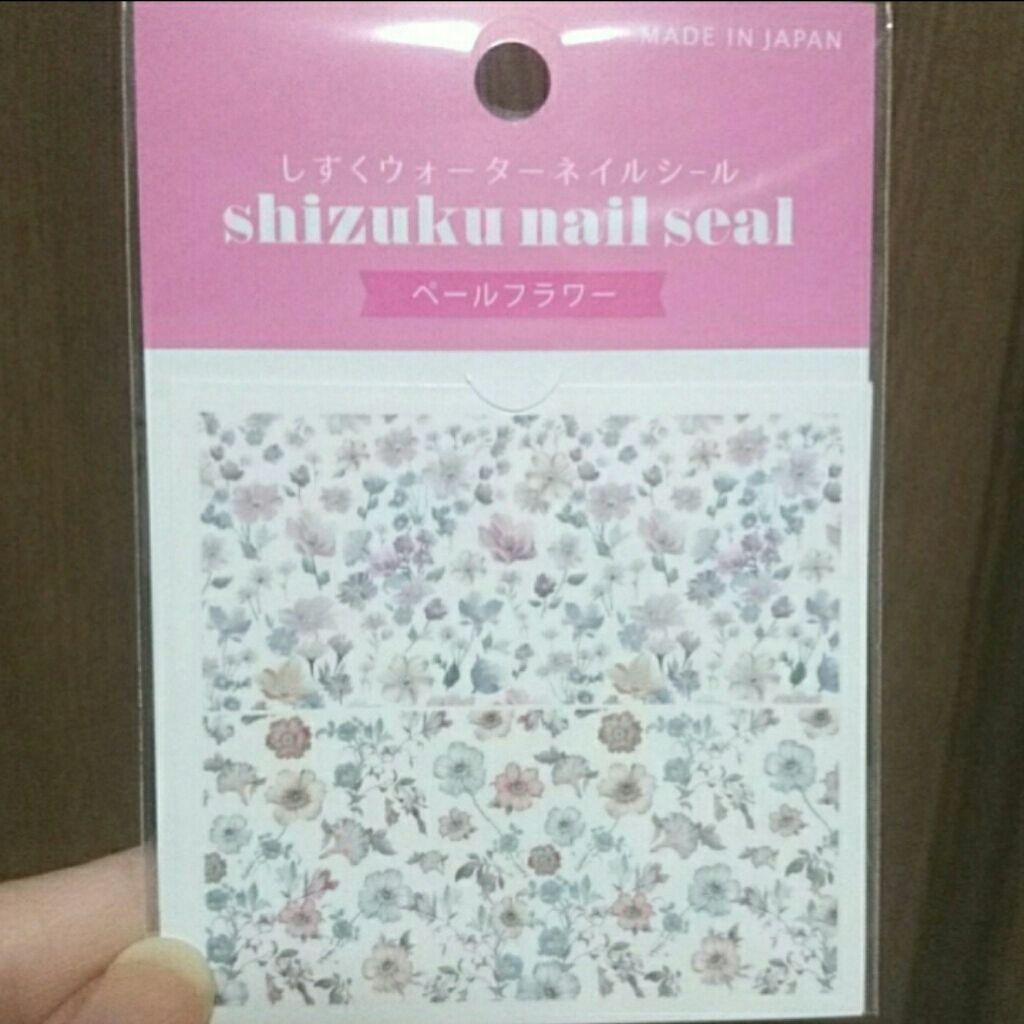 MADE IN JAPAN
しずくウォーターネイルシール
shizuku nail seal
ペールフラワー